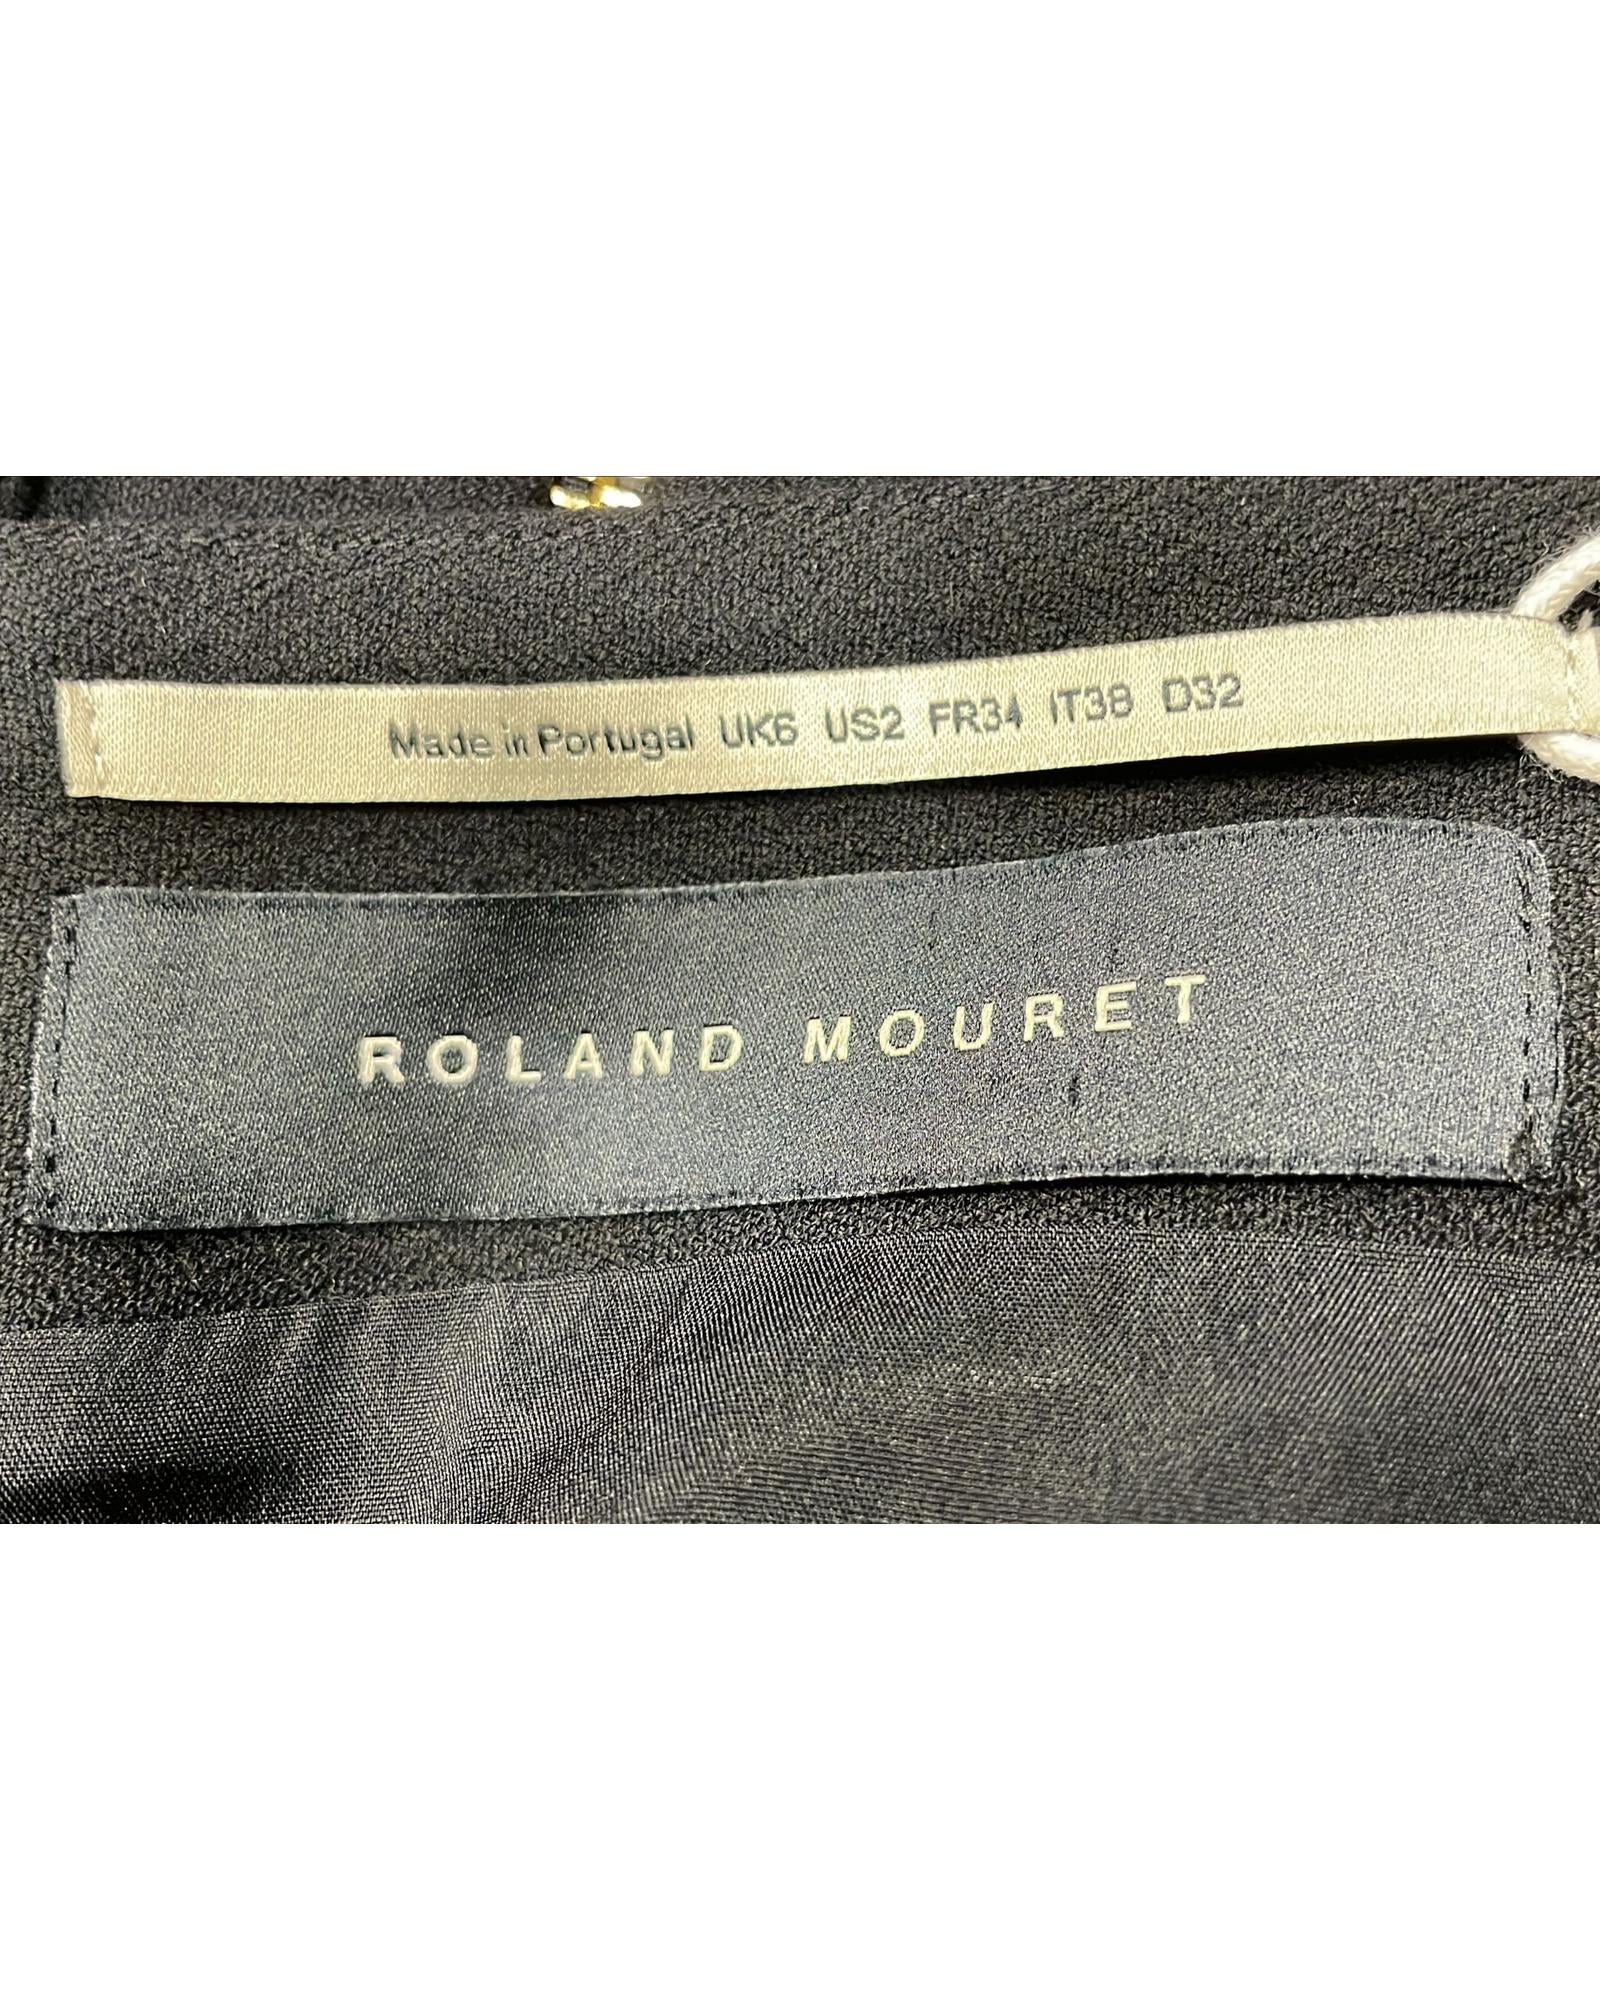 Made in Portugal UK6 US2 FR34 IT38 D32
ROLAND MOURET